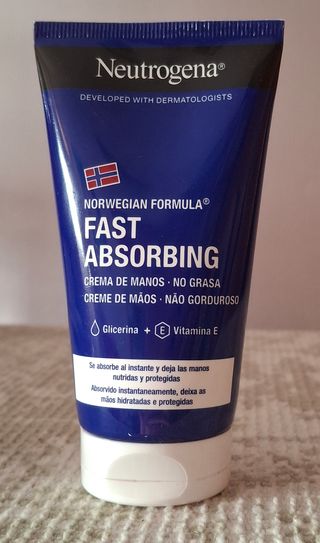 Neutrogena®
DEVELOPED WITH DERMATOLOGISTS
NORWEGIAN FORMULA®
FAST
ABSORBING
CREMA DE MANOS · NO GRASA
CREME DE MÃOS · NÃO GORDUROSO
Glicerina + E Vitamina E
Se absorbe al instante y deja las manos
nutridas y protegidas
Absorvido instantaneamente, deixa as
mãos hidratadas e protegidas